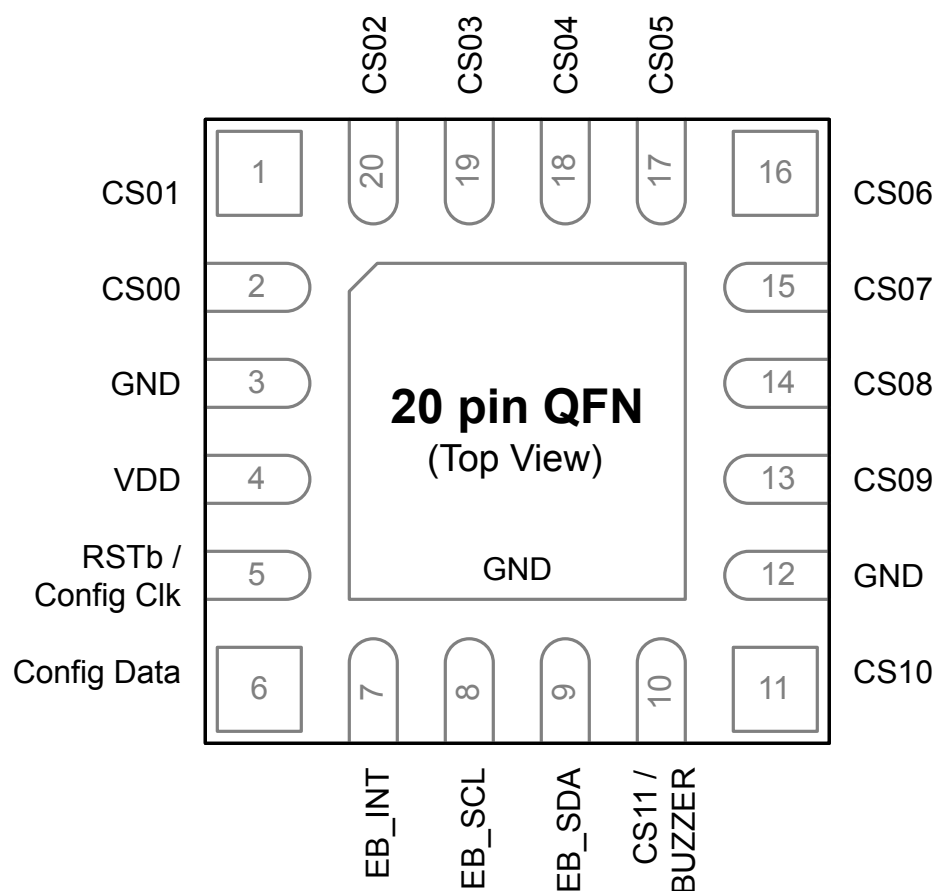 CS02
CS03
CS04
CS05
1
20
19
18
17
16
CS01
CS06
CS00
2
15
CS07
GND
3
14
CS08
20 pin QFN
(Top View)
VDD
4
13
CS09
RSTb /
Config Clk
5
GND
12
GND
Config Data
6
7
8
9
10
11
CS10
EB_INT
EB_SCL
EB_SDA
CS11 /
BUZZER